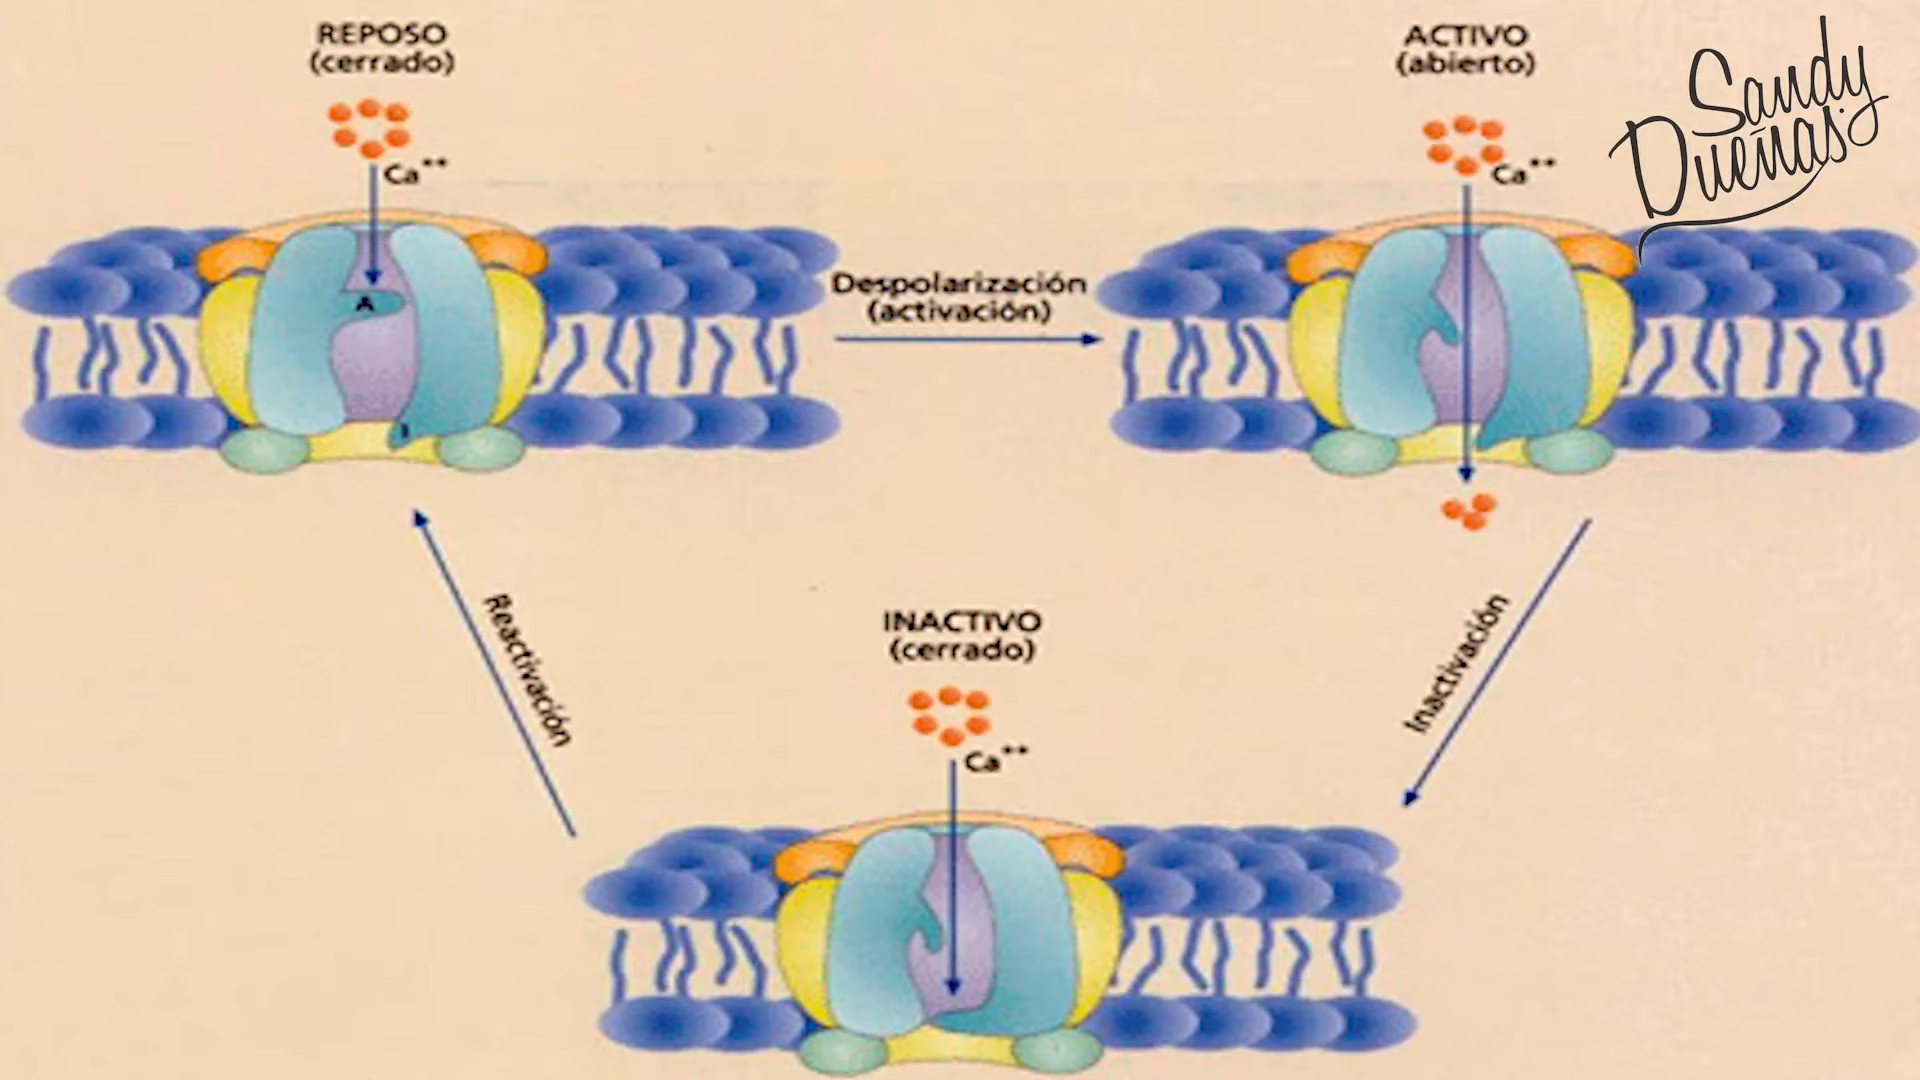 REPOSO
(cerrado)
Ca++
A
I
ACTIVO
(abierto)
Ca++
Sandy
Dueñas.
Despolarización
(activación)
Reactivación
Inactivación
INACTIVO
(cerrado)
Ca++